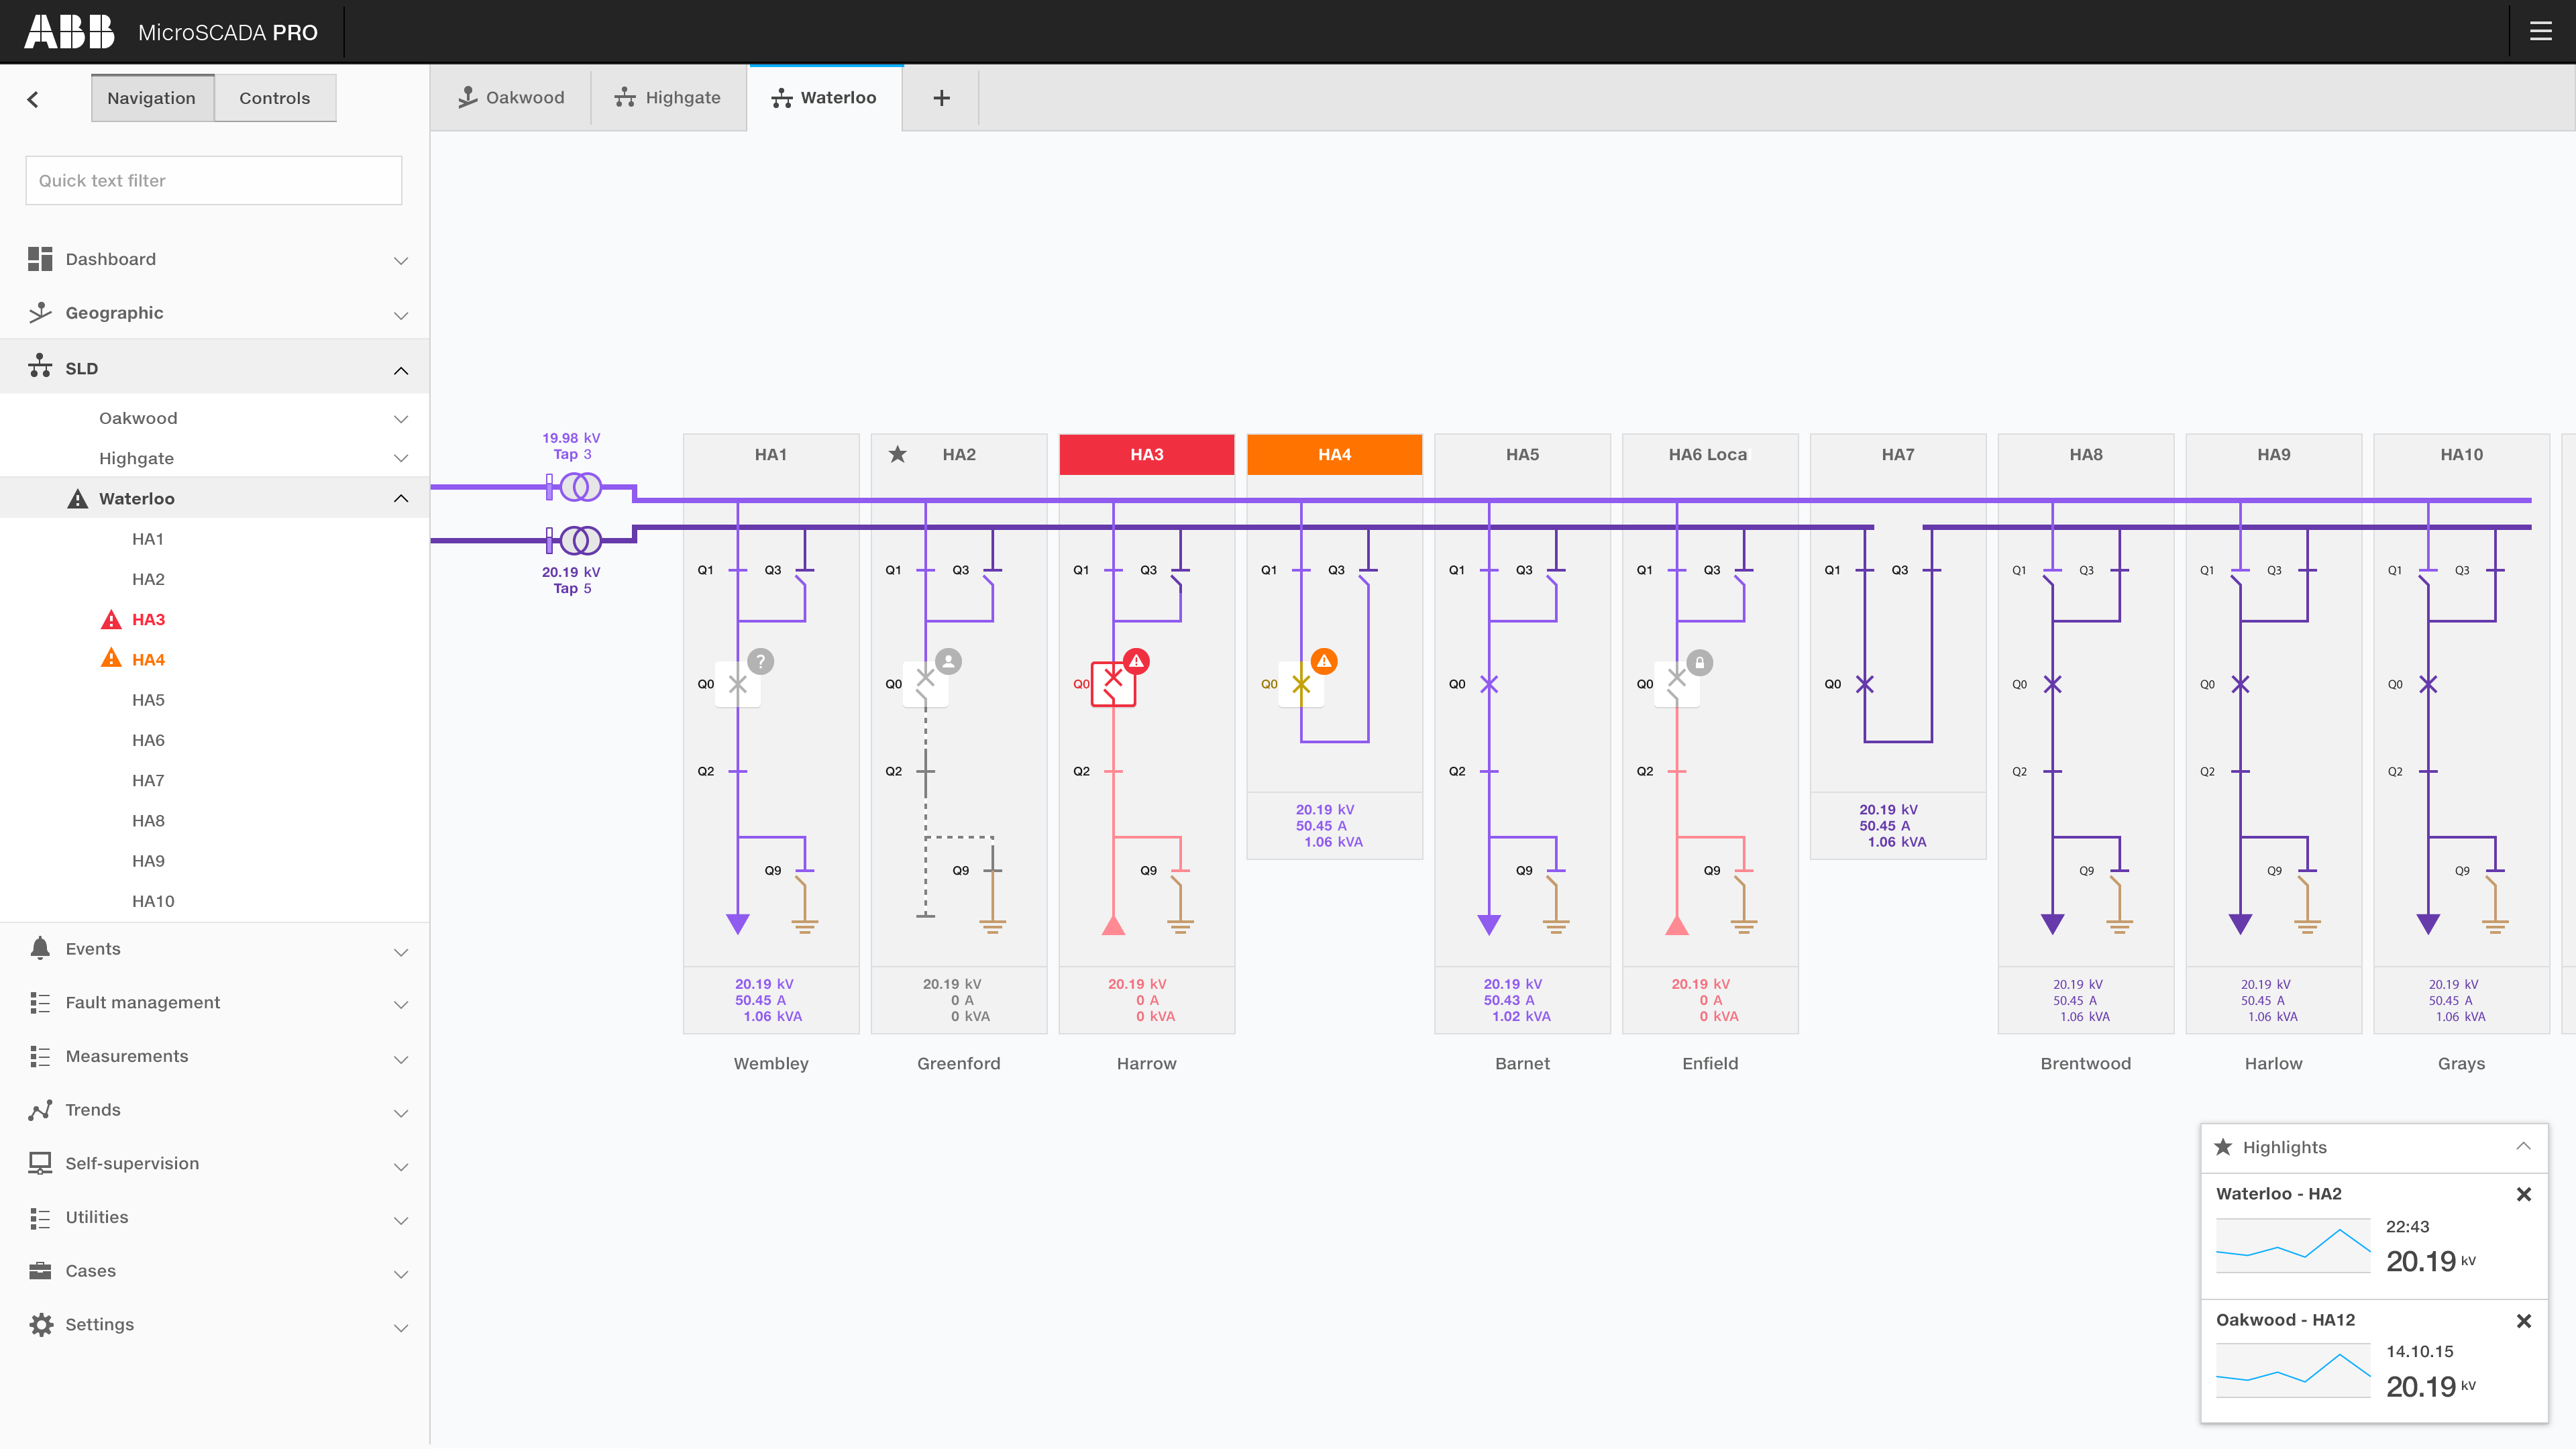 ABB MicroSCADA PRO
Navigation Controls
Quick text filter
Dashboard
Geographic
SLD
Oakwood
Highgate
Waterloo
HA1
HA2
HA3
HA4
HA5
HA6
HA7
HA8
HA9
HA10
Events
Fault management
Measurements
Trends
Self-supervision
Utilities
Cases
Settings
Oakwood Highgate Waterloo +
19.98 kV
Tap 3
20.19 kV
Tap 5
HA1
Q1 Q3
?
Q0
Q2
Q9
20.19 kV
50.45 A
1.06 kVA
Wembley
HA2
Q1 Q3
Q0
Q2
Q9
20.19 kV
0 A
0 kVA
Greenford
HA3
Q1 Q3
Q0
Q2
Q9
20.19 kV
0 A
0 kVA
Harrow
HA4
Q1 Q3
Q0
20.19 kV
50.45 A
1.06 kVA
HA5
Q1 Q3
Q0
Q2
Q9
20.19 kV
50.43 A
1.02 kVA
Barnet
HA6 Loca
Q1 Q3
Q0
Q2
Q9
20.19 kV
0 A
0 kVA
Enfield
HA7
Q1 Q3
Q0
20.19 kV
50.45 A
1.06 kVA
HA8
Q1 Q3
Q0
Q2
Q9
20.19 kV
50.45 A
1.06 kVA
Brentwood
HA9
Q1 Q3
Q0
Q2
Q9
20.19 kV
50.45 A
1.06 kVA
Harlow
HA10
Q1 Q3
Q0
Q2
Q9
20.19 kV
50.45 A
1.06 kVA
Grays
Highlights
Waterloo - HA2
22:43
20.19 kV
Oakwood - HA12
14.10.15
20.19 kV